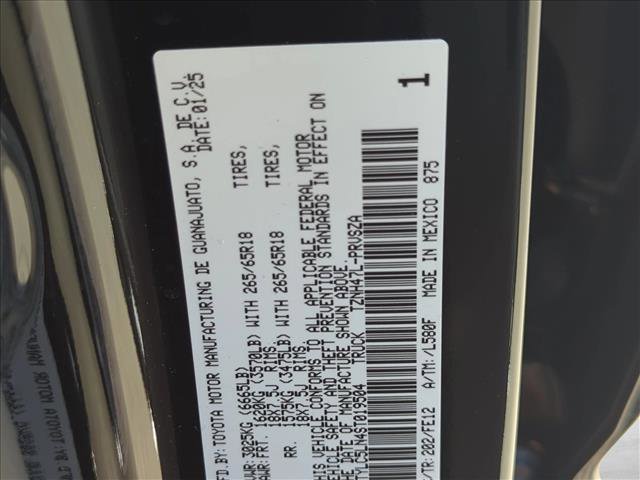 MFD.BY: TOYOTA MOTOR MANUFACTURING DE GUANAJUATO, S.A. DE C.V.
DATE: 01/25
GVWR: 3025KG (6665LB)
GAWR: FRT. 1620KG (3570LB) WITH 265/65R18 TIRES,
18X7.5J RIMS,
RR. 1575KG (3475LB) WITH 265/65R18 TIRES,
18X7.5J RIMS.
THIS VEHICLE CONFORMS TO ALL APPLICABLE FEDERAL MOTOR
VEHICLE SAFETY AND THEFT PREVENTION STANDARDS IN EFFECT ON
THE DATE OF MANUFACTURE SHOWN ABOVE.
TYLC5LN4ST019504 TRUCK TZNH47L-PRVSZA
/TR: 202/FE12 A/TM: /L580F MADE IN MEXICO 875
1